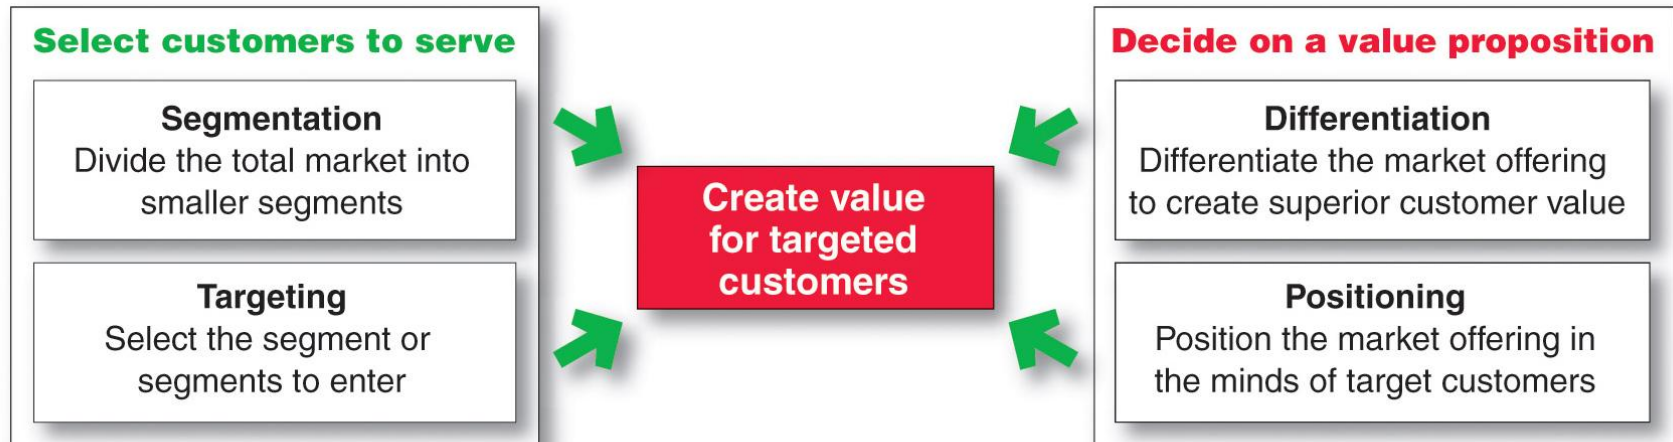 Select customers to serve
Segmentation
Divide the total market into
smaller segments
Targeting
Select the segment or
segments to enter
Create value
for targeted
customers
Decide on a value proposition
Differentiation
Differentiate the market offering
to create superior customer value
Positioning
Position the market offering in
the minds of target customers